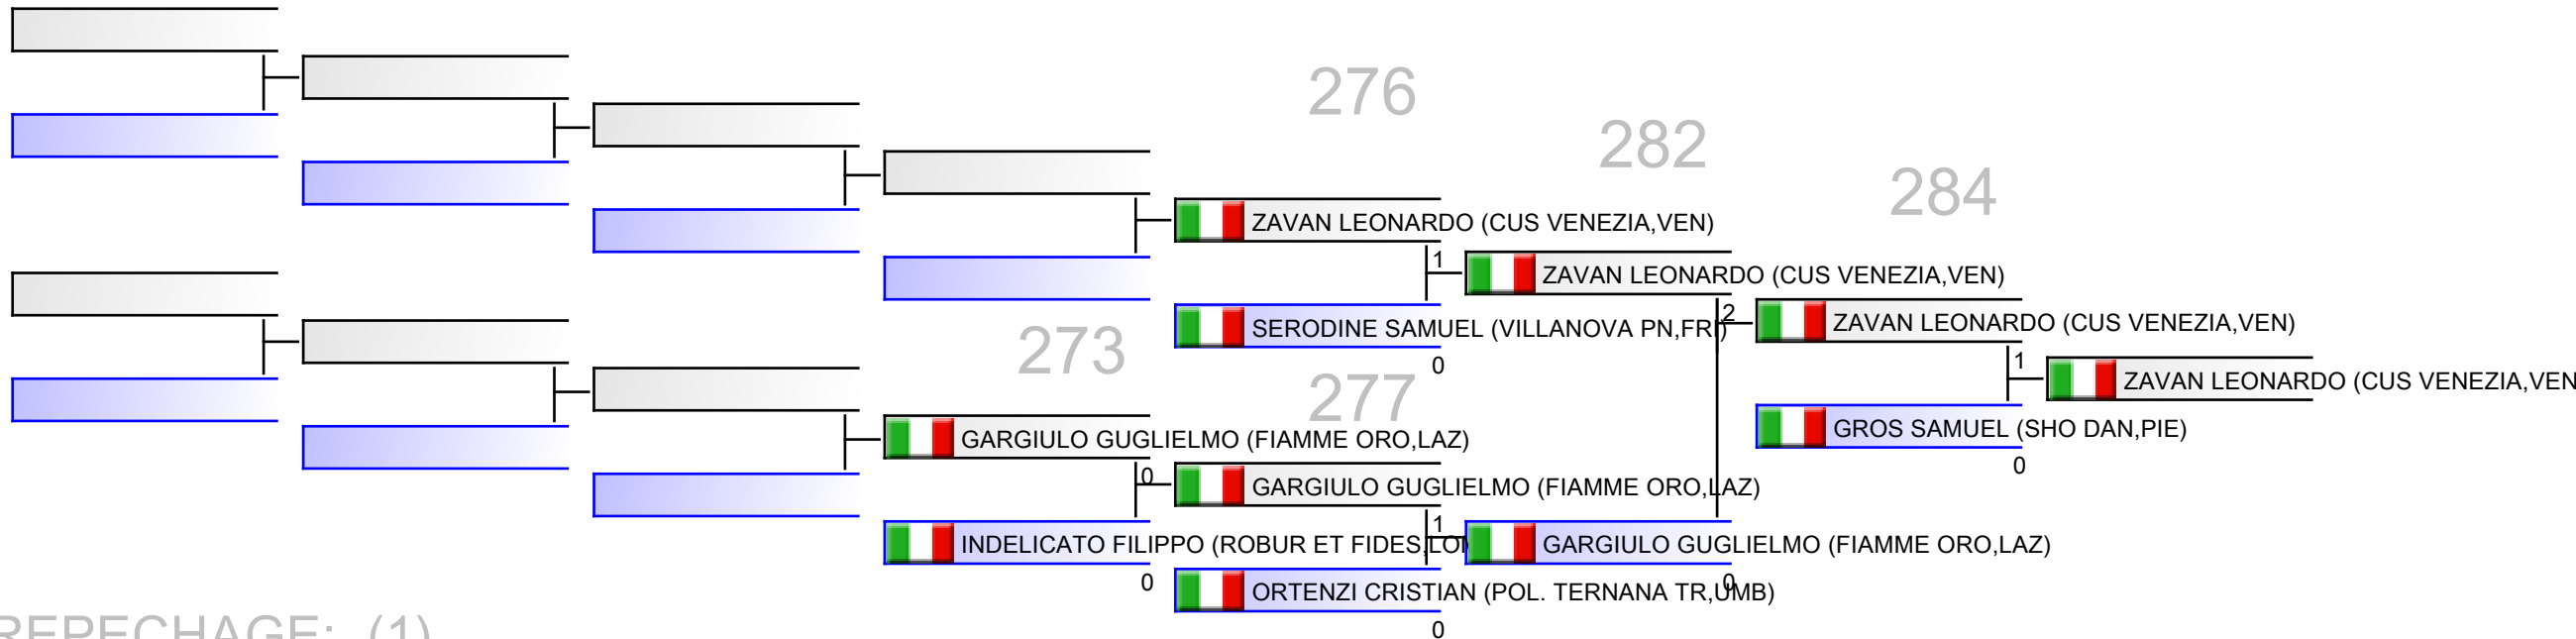 276
282
284
ZAVAN LEONARDO (CUS VENEZIA,VEN)
1
ZAVAN LEONARDO (CUS VENEZIA,VEN)
2
SERODINE SAMUEL (VILLANOVA PN,FRI)
0
ZAVAN LEONARDO (CUS VENEZIA,VEN)
1
ZAVAN LEONARDO (CUS VENEZIA,VEN
GROS SAMUEL (SHO DAN,PIE)
0
273
277
GARGIULO GUGLIELMO (FIAMME ORO,LAZ)
0
GARGIULO GUGLIELMO (FIAMME ORO,LAZ)
1
INDELICATO FILIPPO (ROBUR ET FIDES,LOM
0
GARGIULO GUGLIELMO (FIAMME ORO,LAZ)
0
ORTENZI CRISTIAN (POL. TERNANA TR,UMB)
0
REPECHAGE: (1)